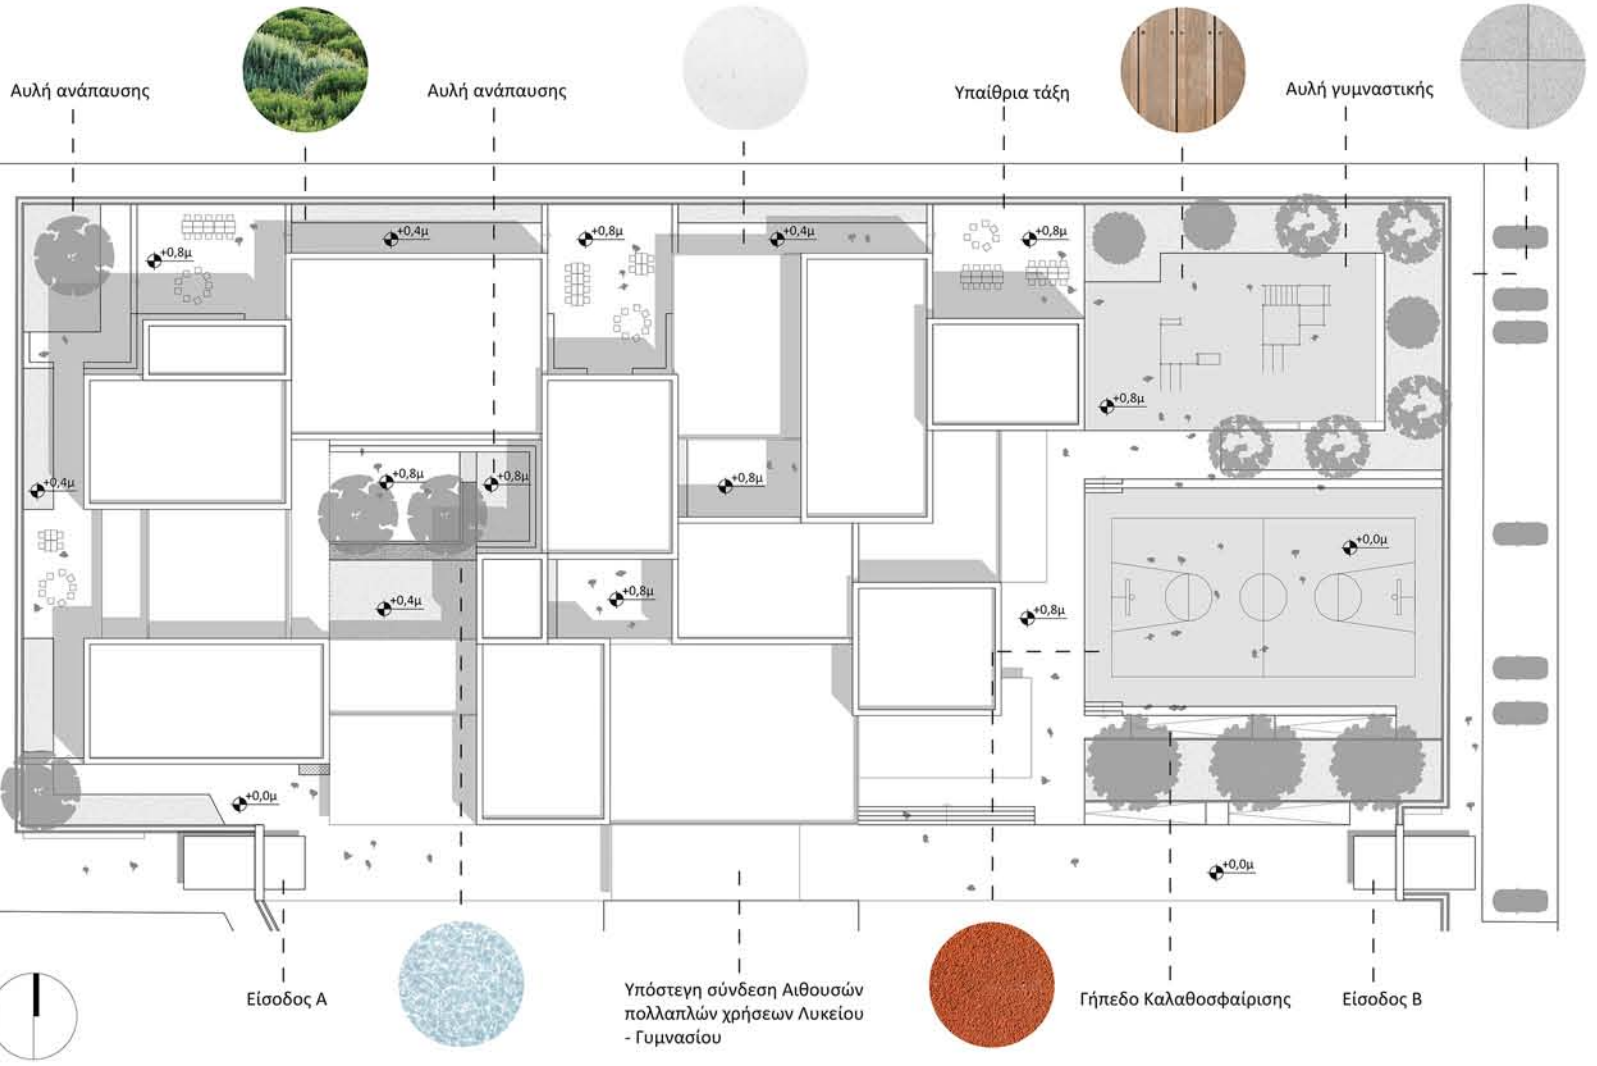 Αυλή ανάπαυσης
Αυλή ανάπαυσης
Υπαίθρια τάξη
Αυλή γυμναστικής
+0,8μ
+0,4μ
+0,8μ
+0,4μ
+0,8μ
+0,8μ
+0,4μ
+0,8μ
+0,8μ
+0,8μ
+0,0μ
+0,4μ
+0,8μ
+0,8μ
+0,0μ
+0,0μ
Είσοδος Α
Υπόστεγη σύνδεση Αιθουσών
πολλαπλών χρήσεων Λυκείου
- Γυμνασίου
Γήπεδο Καλαθοσφαίρισης
Είσοδος Β